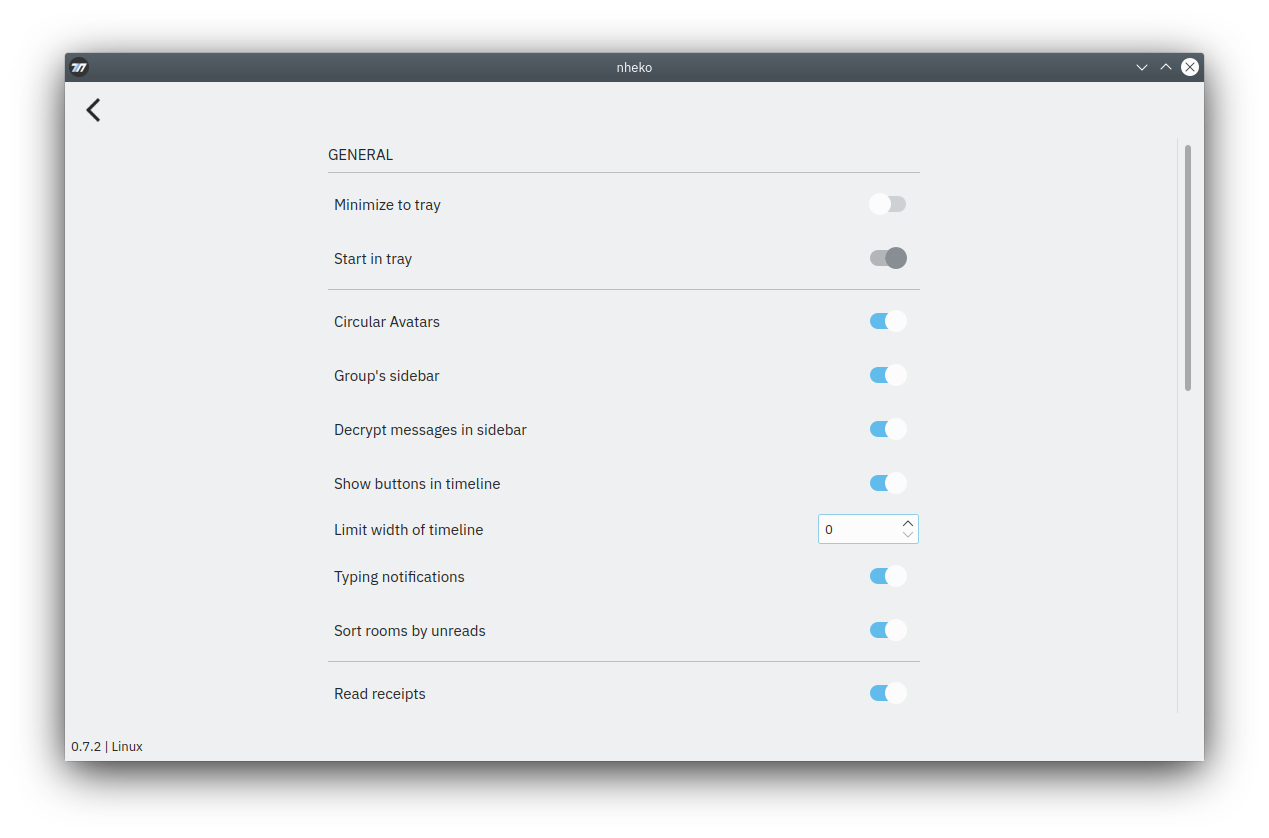 nheko
GENERAL
Minimize to tray
Start in tray
Circular Avatars
Group's sidebar
Decrypt messages in sidebar
Show buttons in timeline
Limit width of timeline 0
Typing notifications
Sort rooms by unreads
Read receipts
0.7.2 | Linux